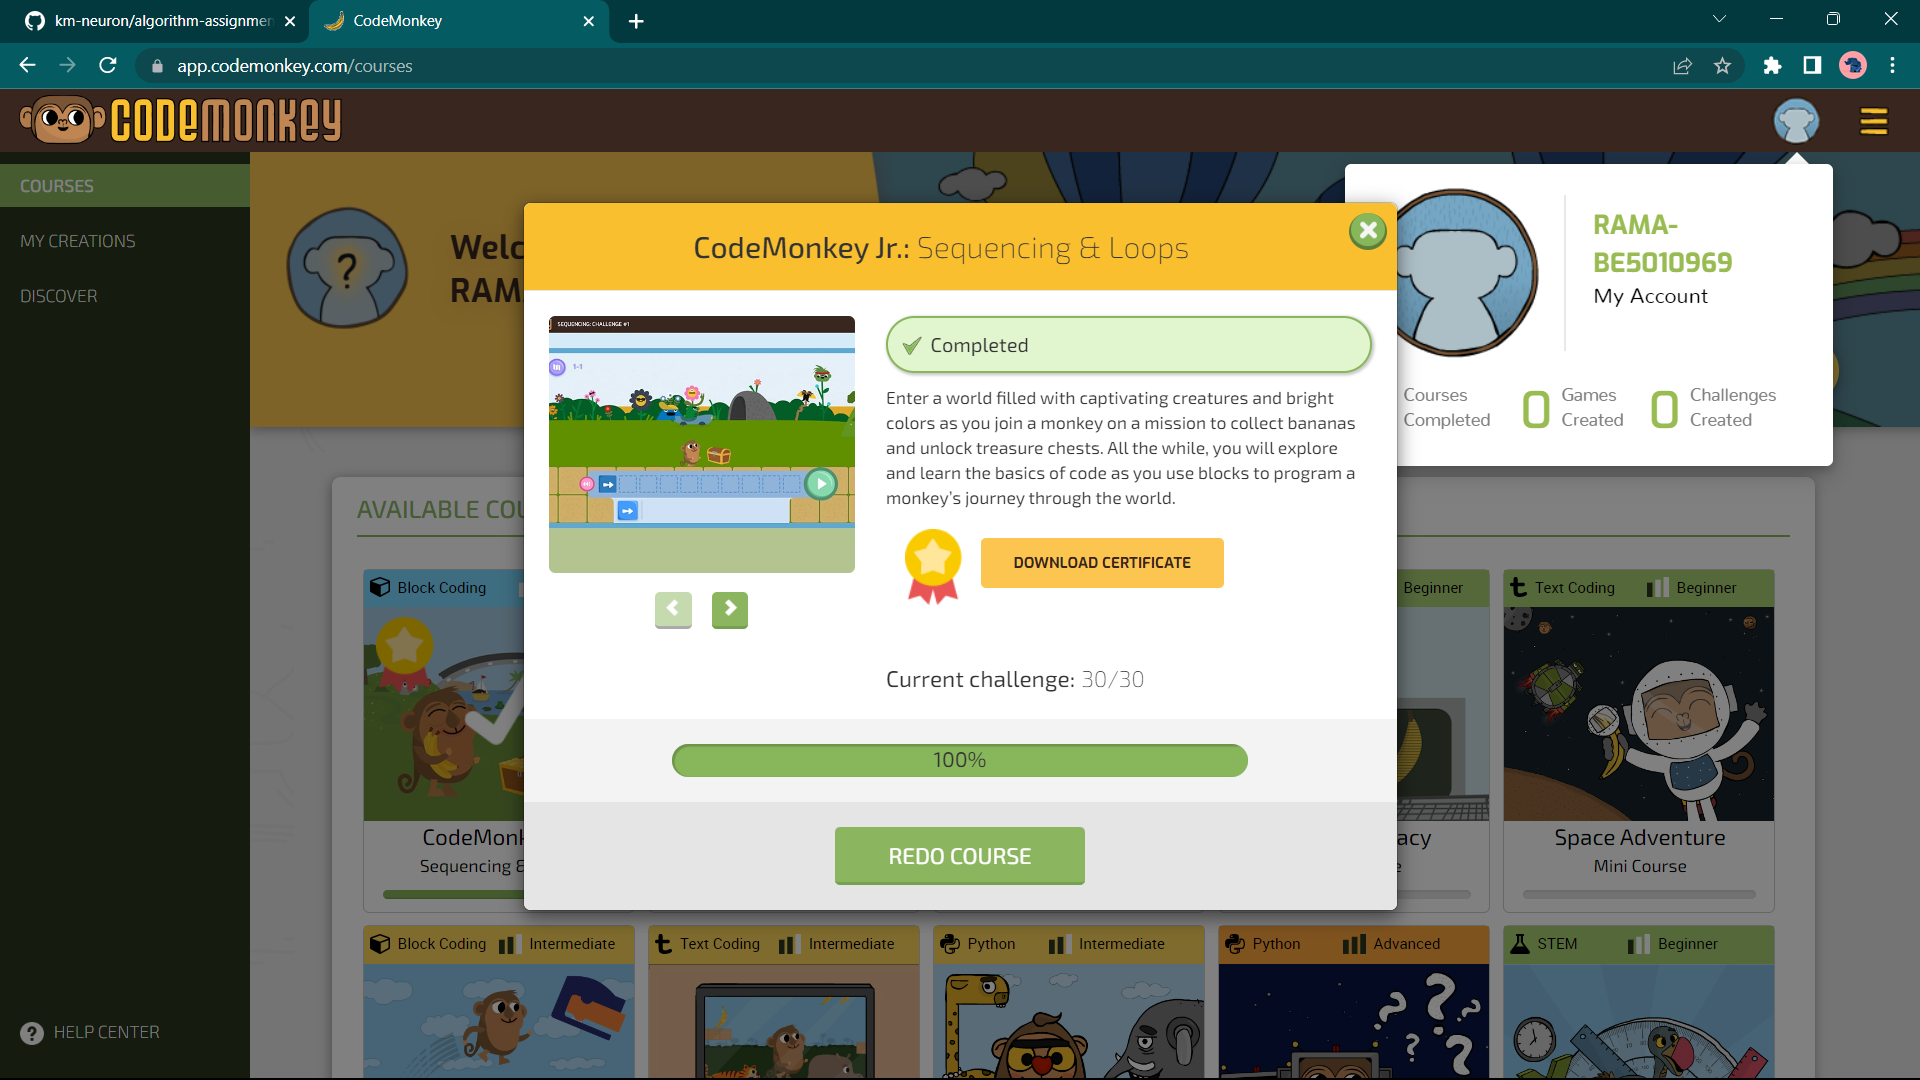 km-neuron/algorithm-assignmen
CodeMonkey
app.codemonkey.com/courses
CODEMONKEY
COURSES
MY CREATIONS
DISCOVER
HELP CENTER
Welc
RAM
?
RAMA-
BE5010969
My Account
Courses
Completed
0
Games
Created
0
Challenges
Created
CodeMonkey Jr.: Sequencing & Loops
SEQUENCING: CHALLENGE #1
1-1
Completed
Enter a world filled with captivating creatures and bright
colors as you join a monkey on a mission to collect bananas
and unlock treasure chests. All the while, you will explore
and learn the basics of code as you use blocks to program a
monkey's journey through the world.
DOWNLOAD CERTIFICATE
Current challenge: 30/30
100%
REDO COURSE
AVAILABLE COU
Block Coding
CodeMonk
Sequencing &
Beginner
acy
Text Coding
Beginner
Space Adventure
Mini Course
Block Coding
Intermediate
Text Coding
Intermediate
Python
Intermediate
Python
Advanced
? ? ? ?
STEM
Beginner